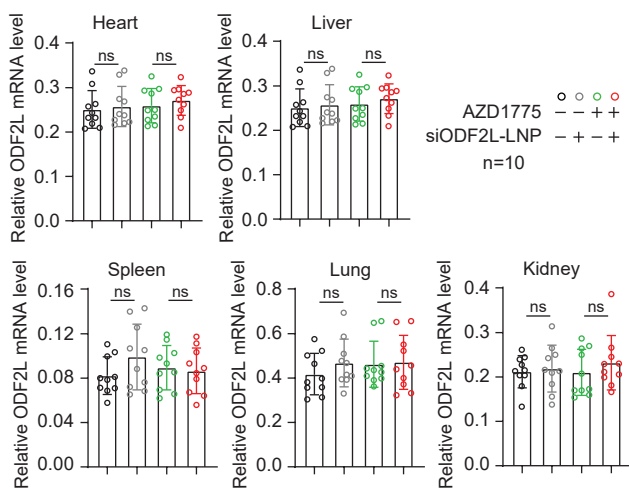 Heart
Relative ODF2L mRNA level
0.4
0.3
0.2
0.1
0.0
ns
ns
Liver
Relative ODF2L mRNA level
0.4
0.3
0.2
0.1
0.0
ns
ns
AZD1775 − − + +
siODF2L-LNP − + − +
n=10
Spleen
Relative ODF2L mRNA level
0.16
0.12
0.08
0.04
0.00
ns
ns
Lung
Relative ODF2L mRNA level
0.8
0.6
0.4
0.2
0.0
ns
ns
Kidney
Relative ODF2L mRNA level
0.4
0.3
0.2
0.1
0.0
ns
ns